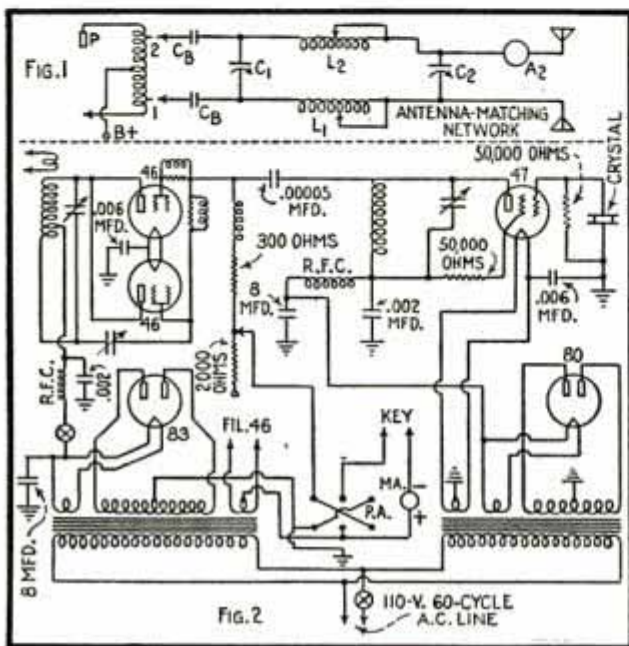 P
2
C_B
C_1
L_2
C_2
A_2
FIG.1
1
C_B
L_1
ANTENNA-MATCHING
NETWORK
B+
50,000 OHMS
CRYSTAL
46
.00005
MFD.
47
.006
MFD.
300 OHMS
50,000
OHMS
R.F.C.
8
MFD.
.002
MFD.
.006
MFD.
46
2000
OHMS
R.F.C.
.002
80
83
FIL.46
KEY
MA.
-
+
P.A.
8 MFD.
110-V. 60-CYCLE
A.C. LINE
FIG.2